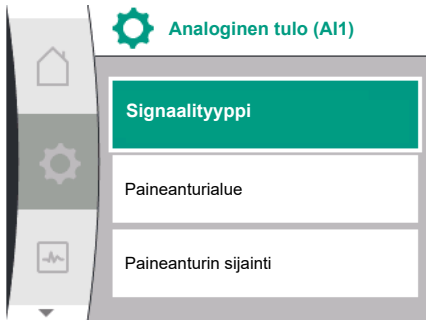 Analoginen tulo (AI1)
Signaalityyppi
Paineanturialue
Paineanturin sijainti